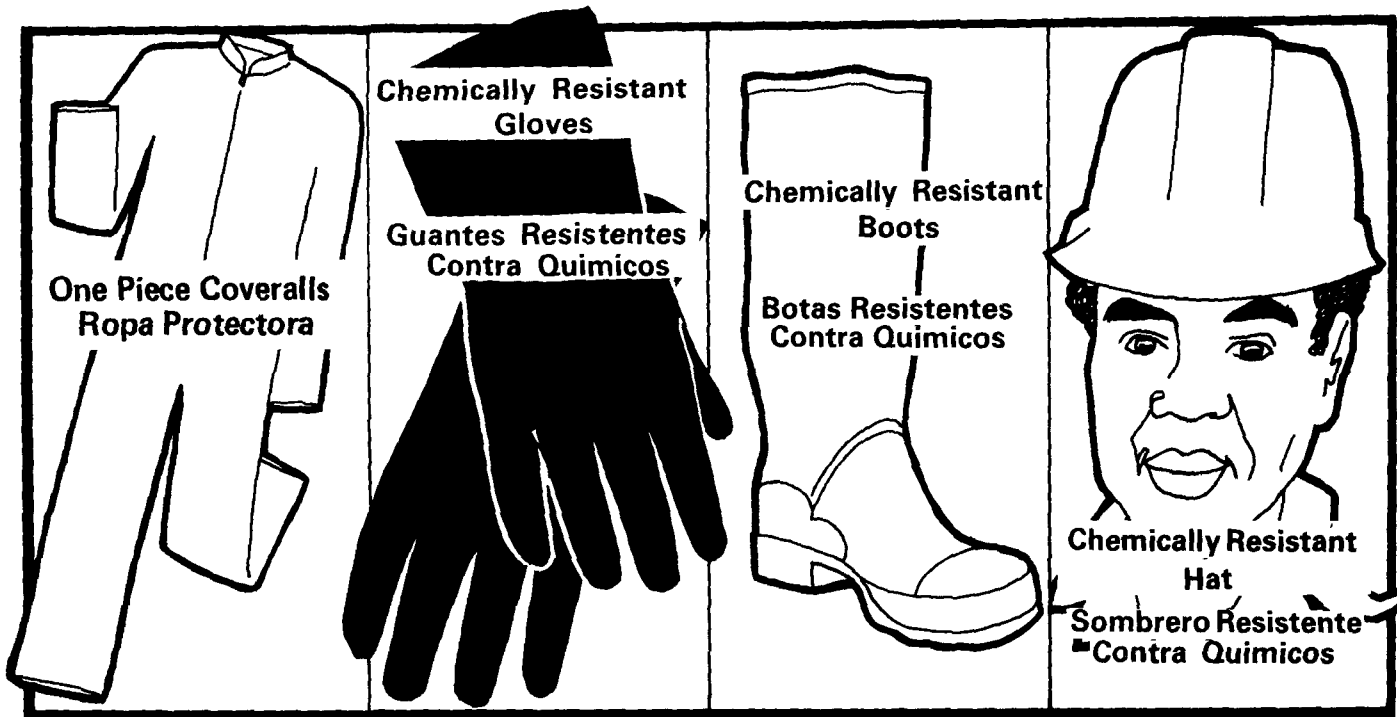 One Piece Coveralls
Ropa Protectora
Chemically Resistant
Gloves
Guantes Resistentes
Contra Quimicos
Chemically Resistant
Boots
Botas Resistentes
Contra Quimicos
Chemically Resistant
Hat
Sombrero Resistente
Contra Quimicos